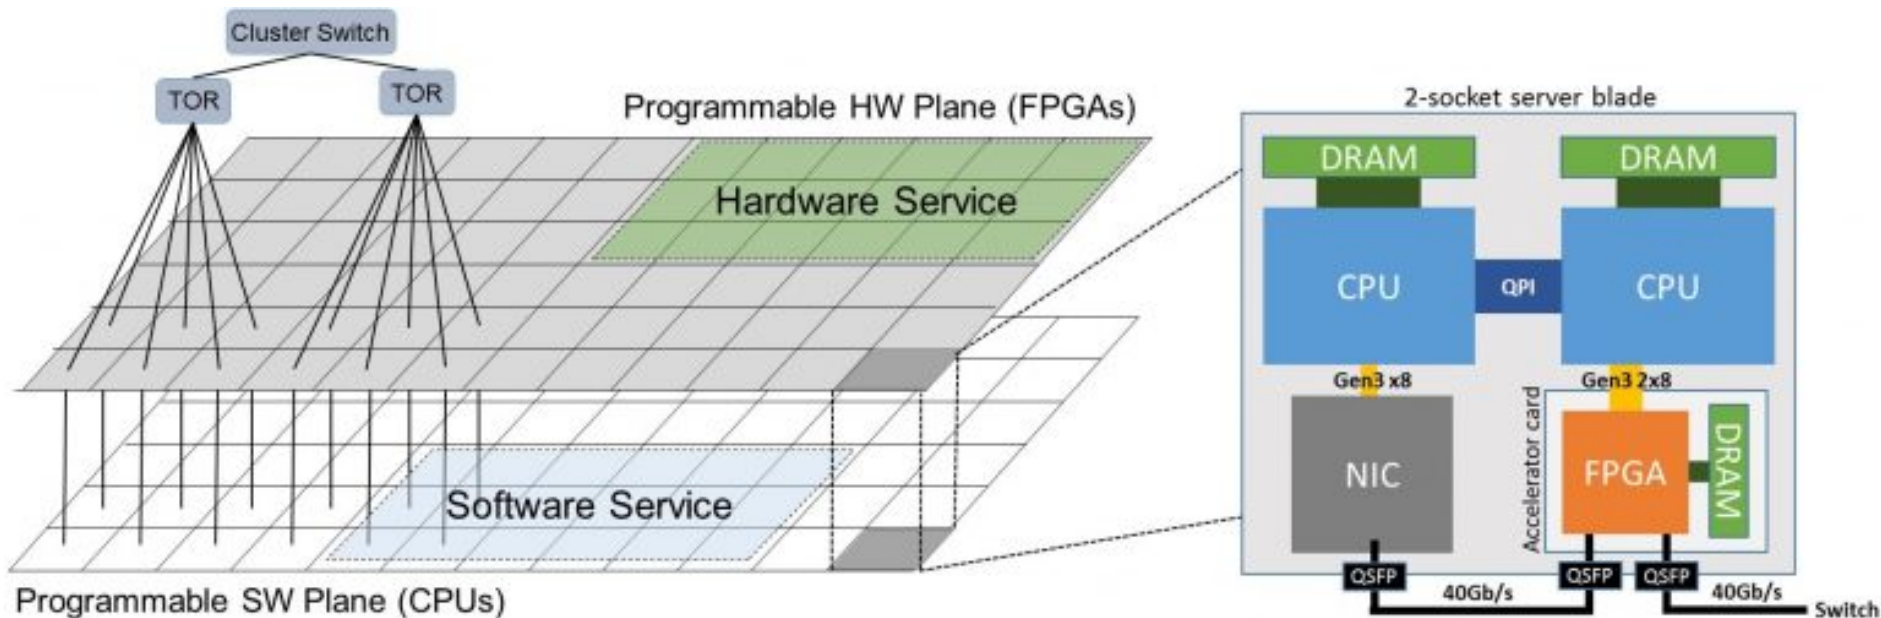 Cluster Switch
TOR
TOR
Programmable HW Plane (FPGAs)
Hardware Service
Software Service
Programmable SW Plane (CPUs)
2-socket server blade
DRAM
DRAM
CPU
QPI
CPU
Gen3 x8
Gen3 2x8
NIC
Accelerator card
FPGA
DRAM
QSFP
QSFP
QSFP
40Gb/s
40Gb/s
Switch